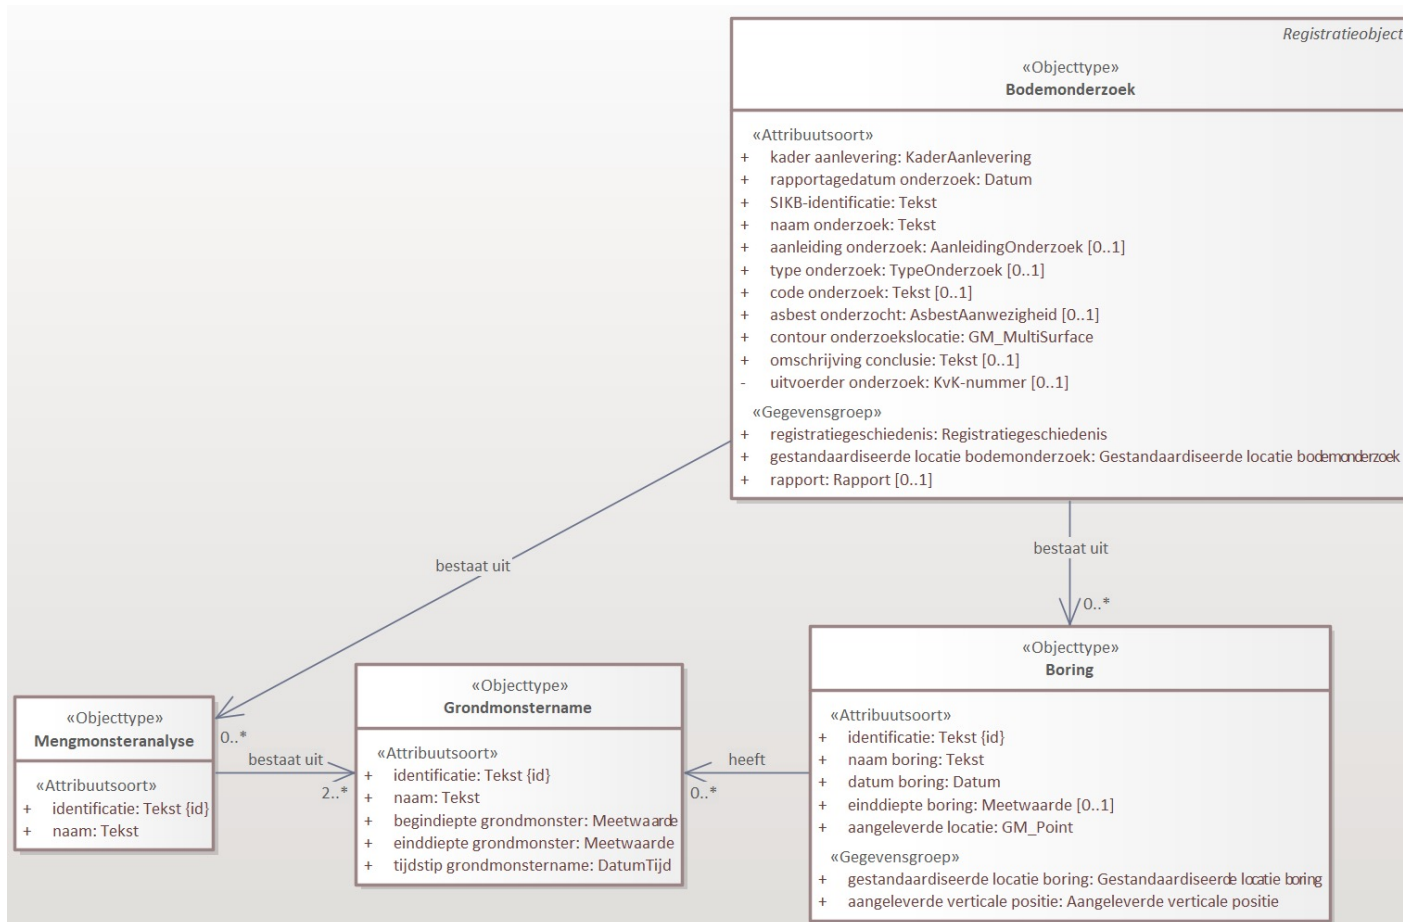 Registratieobject
«Objecttype»
Bodemonderzoek
«Attribuutsoort»
+ kader aanlevering: KaderAanlevering
+ rapportagedatum onderzoek: Datum
+ SIKB-identificatie: Tekst
+ naam onderzoek: Tekst
+ aanleiding onderzoek: AanleidingOnderzoek [0..1]
+ type onderzoek: TypeOnderzoek [0..1]
+ code onderzoek: Tekst [0..1]
+ asbest onderzocht: AsbestAanwezigheid [0..1]
+ contour onderzoekslocatie: GM_MultiSurface
+ omschrijving conclusie: Tekst [0..1]
- uitvoerder onderzoek: KvK-nummer [0..1]
«Gegevensgroep»
+ registratiegeschiedenis: Registratiegeschiedenis
+ gestandaardiseerde locatie bodemonderzoek: Gestandaardiseerde locatie bodemonderzoek
+ rapport: Rapport [0..1]
bestaat uit
0..*
bestaat uit
0..*
«Objecttype»
Mengmonsteranalyse
«Attribuutsoort»
+ identificatie: Tekst {id}
+ naam: Tekst
bestaat uit
2..*
«Objecttype»
Grondmonstername
«Attribuutsoort»
+ identificatie: Tekst {id}
+ naam: Tekst
+ begindiepte grondmonster: Meetwaarde
+ einddiepte grondmonster: Meetwaarde
+ tijdstip grondmonstername: DatumTijd
heeft
0..*
«Objecttype»
Boring
«Attribuutsoort»
+ identificatie: Tekst {id}
+ naam boring: Tekst
+ datum boring: Datum
+ einddiepte boring: Meetwaarde [0..1]
+ aangeleverde locatie: GM_Point
«Gegevensgroep»
+ gestandaardiseerde locatie boring: Gestandaardiseerde locatie boring
+ aangeleverde verticale positie: Aangeleverde verticale positie